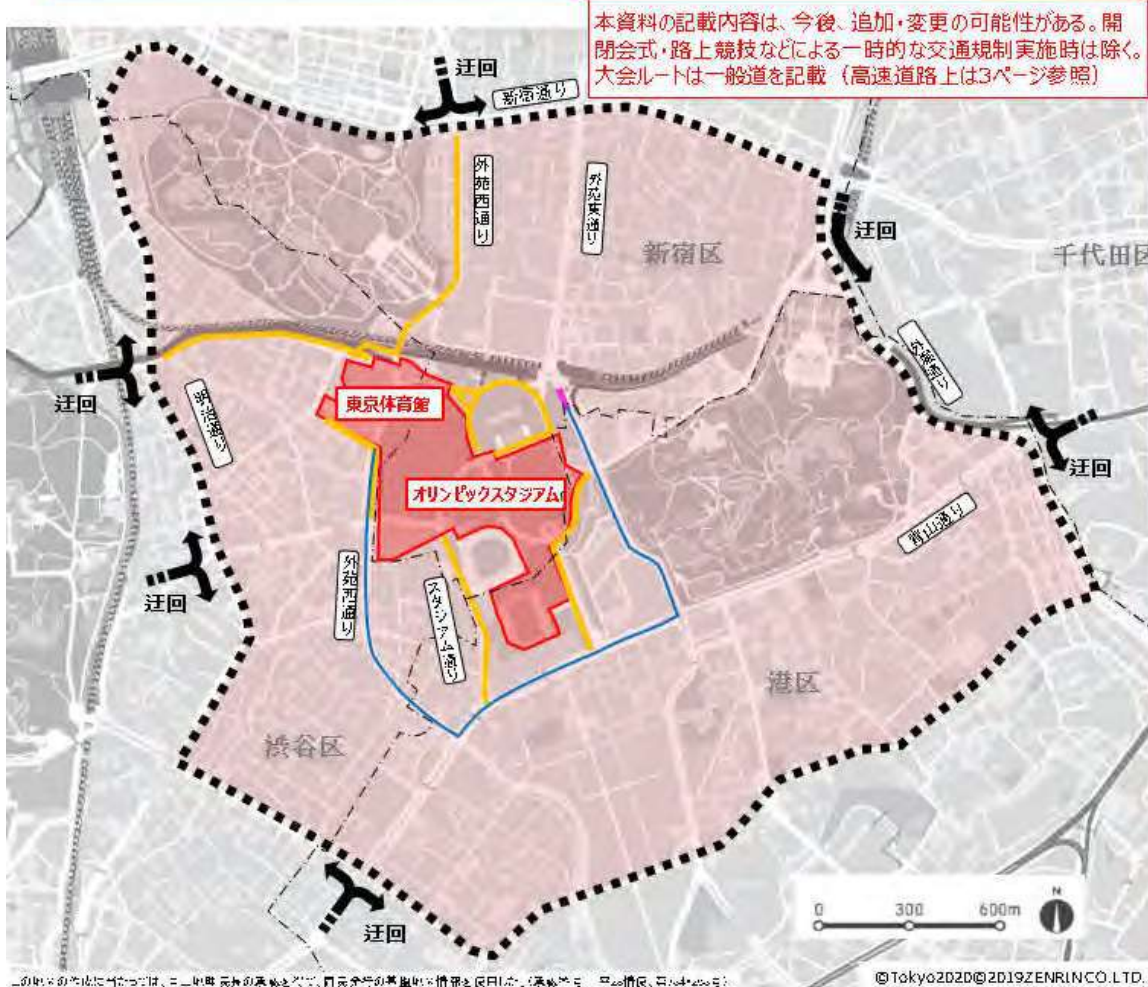 本資料の記載内容は、今後、追加・変更の可能性がある。開
閉会式・路上競技などによる一時的な交通規制実施時は除く。
大会ルートは一般道を記載（高速道路上は3ページ参照）
迂回
新宿通り
外苑西通り
外苑東通り
新宿区
迂回
千代田区
外堀通り
迂回
明治通り
東京体育館
迂回
オリンピックスタジアム
青山通り
迂回
外苑西通り
スタジアム通り
港区
渋谷区
迂回
0 300 600m
N
©Tokyo2020©2019ZENRINCO.LTD